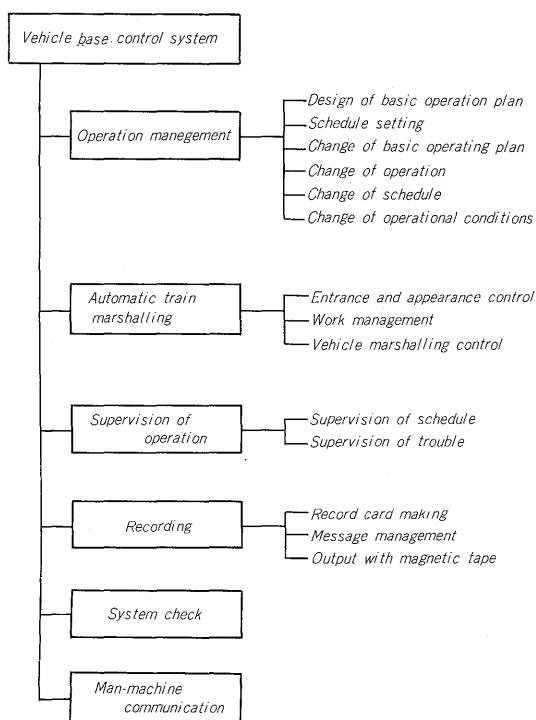 Vehicle base control system
Operation manegement
Design of basic operation plan
Schedule setting
Change of basic operating plan
Change of operation
Change of schedule
Change of operational conditions
Automatic train
marshalling
Entrance and appearance control
Work management
Vehicle marshalling control
Supervision of
operation
Supervision of schedule
Supervision of trouble
Recording
Record card making
Message management
Output with magnetic tape
System check
Man-machine
communication